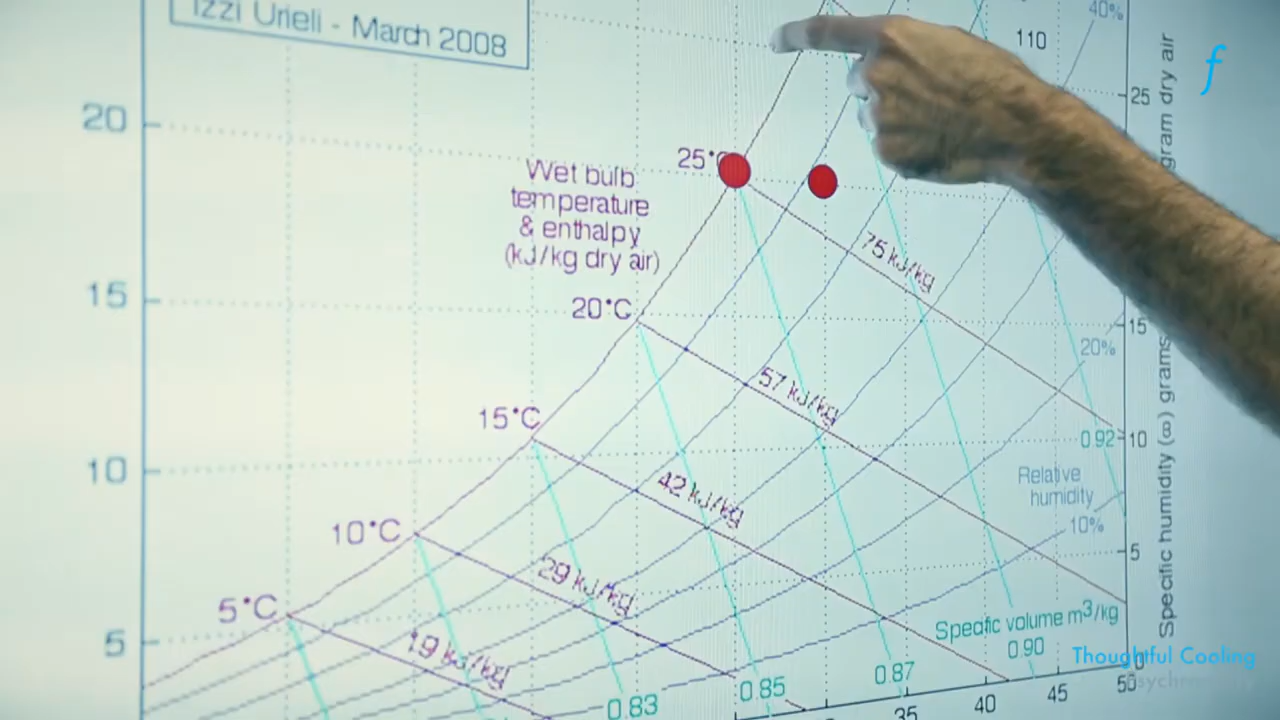 Izzi Urieli - March 2008
40%
110
f
25
20
Specific humidity (ω) grams
gram dry air
25°C
Wet bulb
temperature
& enthalpy
(kJ/kg dry air)
75 kJ/kg
15
20°C
15
20%
57 kJ/kg
15°C
0.92
10
10
42 kJ/kg
Relative
humidity
10%
10°C
5
29 kJ/kg
5°C
Specific volume m³/kg
5
19 kJ/kg
0.90
Thoughtful Cooling
0
0.83
0.85
0.87
35
40
45
50